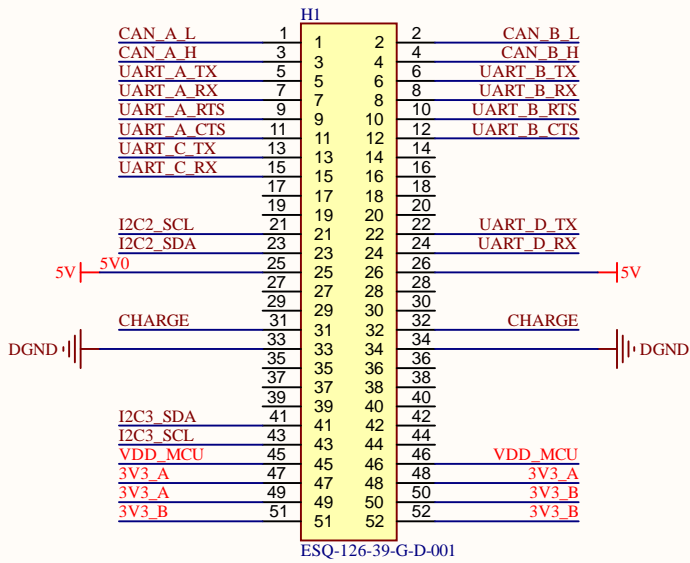 H1
CAN_A_L 1 1 2 2 CAN_B_L
CAN_A_H 3 3 4 4 CAN_B_H
UART_A_TX 5 5 6 6 UART_B_TX
UART_A_RX 7 7 8 8 UART_B_RX
UART_A_RTS 9 9 10 10 UART_B_RTS
UART_A_CTS 11 11 12 12 UART_B_CTS
UART_C_TX 13 13 14 14
UART_C_RX 15 15 16 16
17 17 18 18
19 19 20 20
I2C2_SCL 21 21 22 22 UART_D_TX
I2C2_SDA 23 23 24 24 UART_D_RX
5V 5V0 25 25 26 26 5V
27 27 28 28
29 29 30 30
CHARGE 31 31 32 32 CHARGE
DGND 33 33 34 34 DGND
35 35 36 36
37 37 38 38
39 39 40 40
I2C3_SDA 41 41 42 42
I2C3_SCL 43 43 44 44
VDD_MCU 45 45 46 46 VDD_MCU
3V3_A 47 47 48 48 3V3_A
3V3_A 49 49 50 50 3V3_B
3V3_B 51 51 52 52 3V3_B
ESQ-126-39-G-D-001